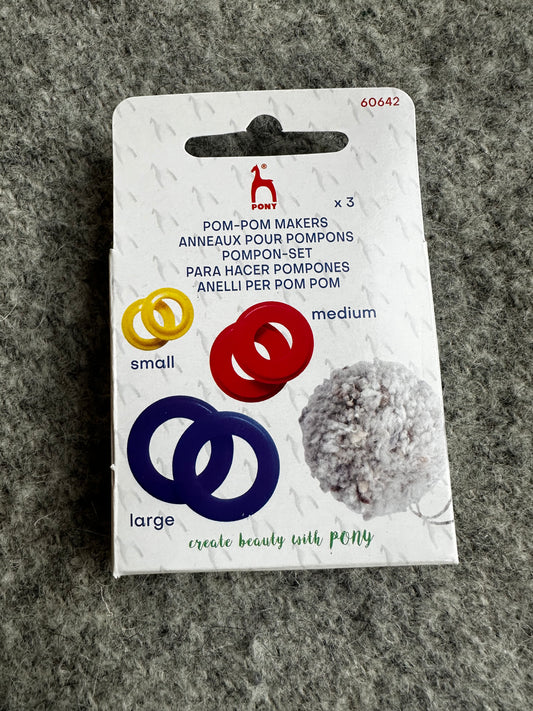 60642
®
PONY
x 3
POM-POM MAKERS
ANNEAUX POUR POMPONS
POMPON-SET
PARA HACER POMPONES
ANELLI PER POM POM
medium
small
large
create beauty with PONY